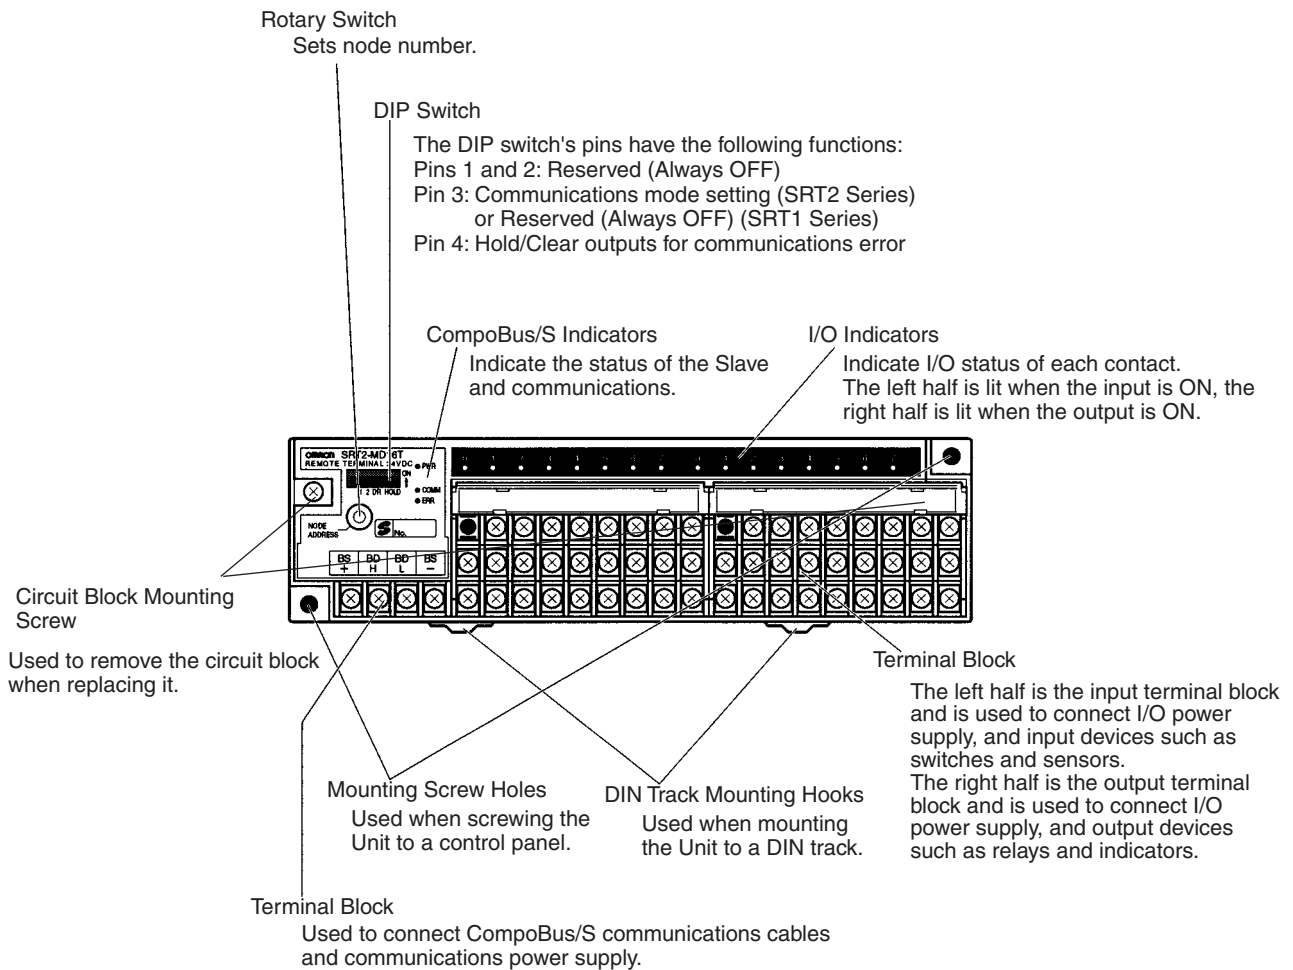 Rotary Switch
Sets node number.
DIP Switch
The DIP switch's pins have the following functions:
Pins 1 and 2: Reserved (Always OFF)
Pin 3: Communications mode setting (SRT2 Series)
or Reserved (Always OFF) (SRT1 Series)
Pin 4: Hold/Clear outputs for communications error
CompoBus/S Indicators
Indicate the status of the Slave
and communications.
I/O Indicators
Indicate I/O status of each contact.
The left half is lit when the input is ON, the
right half is lit when the output is ON.
OMRON SRT2-MD16T
REMOTE TERMINAL
PWR
ON
1 2 DR HOLD
COMM
ERR
NODE
ADDRESS
No.
BS BD BD BS
+ H L –
Circuit Block Mounting
Screw
Used to remove the circuit block
when replacing it.
Terminal Block
The left half is the input terminal block
and is used to connect I/O power
supply, and input devices such as
switches and sensors.
The right half is the output terminal
block and is used to connect I/O
power supply, and output devices
such as relays and indicators.
Mounting Screw Holes
Used when screwing the
Unit to a control panel.
DIN Track Mounting Hooks
Used when mounting
the Unit to a DIN track.
Terminal Block
Used to connect CompoBus/S communications cables
and communications power supply.